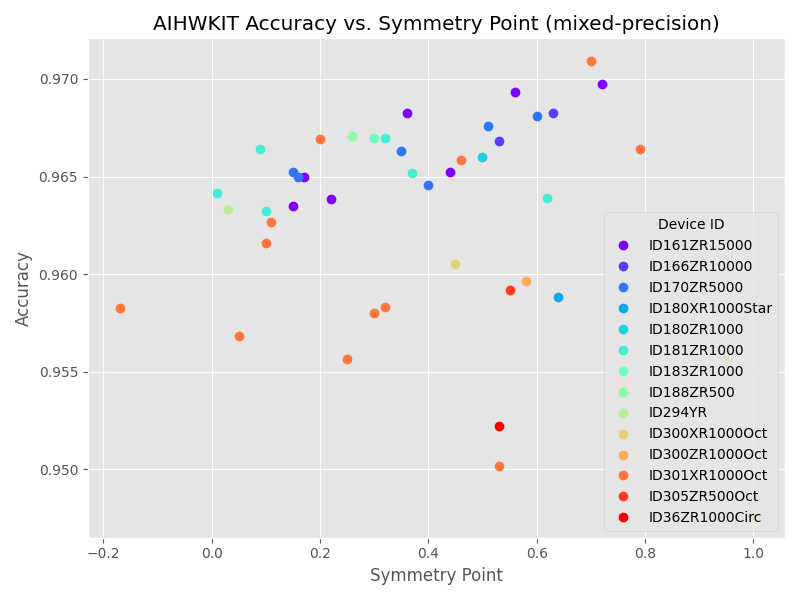 AIHWKIT Accuracy vs. Symmetry Point (mixed-precision)
0.970
0.965
0.960
0.955
0.950
Accuracy
Device ID
ID161ZR15000
ID166ZR10000
ID170ZR5000
ID180XR1000Star
ID180ZR1000
ID181ZR1000
ID183ZR1000
ID188ZR500
ID294YR
ID300XR1000Oct
ID300ZR1000Oct
ID301XR1000Oct
ID305ZR500Oct
ID36ZR1000Circ
−0.2 0.0 0.2 0.4 0.6 0.8 1.0
Symmetry Point